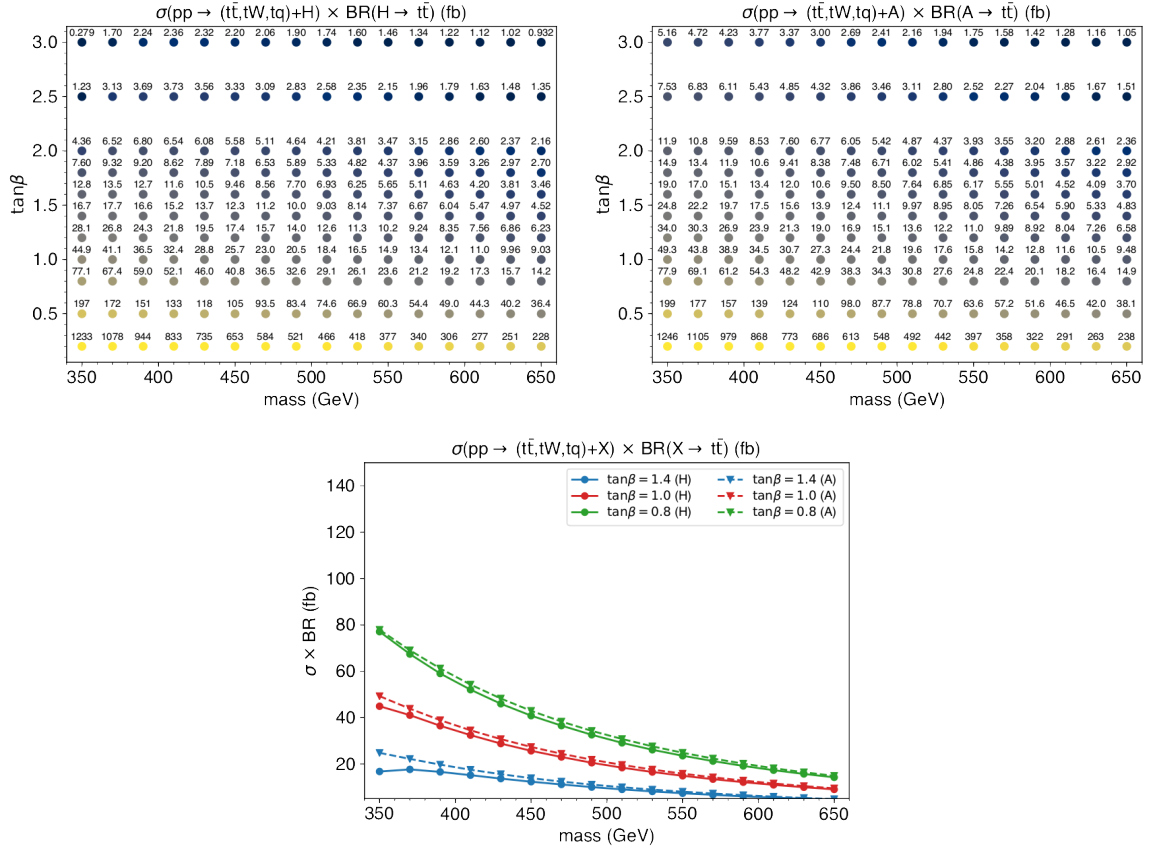 σ(pp → (tt̄,tW,tq)+H) × BR(H → tt̄) (fb)
3.0
0.279 1.70 2.24 2.36 2.32 2.20 2.06 1.90 1.74 1.60 1.46 1.34 1.22 1.12 1.02 0.932
2.5
1.23 3.13 3.69 3.73 3.56 3.33 3.09 2.83 2.58 2.35 2.15 1.96 1.79 1.63 1.48 1.35
2.0
4.36 6.52 6.80 6.54 6.08 5.58 5.11 4.64 4.21 3.81 3.47 3.15 2.86 2.60 2.37 2.16
7.60 9.32 9.20 8.62 7.89 7.18 6.53 5.89 5.33 4.82 4.37 3.96 3.59 3.26 2.97 2.70
12.8 13.5 12.7 11.6 10.5 9.46 8.56 7.70 6.93 6.25 5.65 5.11 4.63 4.20 3.81 3.46
1.5
16.7 17.7 16.6 15.2 13.7 12.3 11.2 10.0 9.03 8.14 7.37 6.67 6.04 5.47 4.97 4.52
28.1 26.8 24.3 21.8 19.5 17.4 15.7 14.0 12.6 11.3 10.2 9.24 8.35 7.56 6.86 6.23
1.0
44.9 41.1 36.5 32.4 28.8 25.7 23.0 20.5 18.4 16.5 14.9 13.4 12.1 11.0 9.96 9.03
77.1 67.4 59.0 52.1 46.0 40.8 36.5 32.6 29.1 26.1 23.6 21.2 19.2 17.3 15.7 14.2
0.5
197 172 151 133 118 105 93.5 83.4 74.6 66.9 60.3 54.4 49.0 44.3 40.2 36.4
1233 1078 944 833 735 653 584 521 466 418 377 340 306 277 251 228
tanβ
350 400 450 500 550 600 650
mass (GeV)
σ(pp → (tt̄,tW,tq)+A) × BR(A → tt̄) (fb)
3.0
5.16 4.72 4.23 3.77 3.37 3.00 2.69 2.41 2.16 1.94 1.75 1.58 1.42 1.28 1.16 1.05
2.5
7.53 6.83 6.11 5.43 4.85 4.32 3.86 3.46 3.11 2.80 2.52 2.27 2.04 1.85 1.67 1.51
2.0
11.9 10.8 9.59 8.53 7.60 6.77 6.05 5.42 4.87 4.37 3.93 3.55 3.20 2.88 2.61 2.36
14.9 13.4 11.9 10.6 9.41 8.38 7.48 6.71 6.02 5.41 4.86 4.38 3.95 3.57 3.22 2.92
19.0 17.0 15.1 13.4 12.0 10.6 9.50 8.50 7.64 6.85 6.17 5.55 5.01 4.52 4.09 3.70
1.5
24.8 22.2 19.7 17.5 15.6 13.9 12.4 11.1 9.97 8.95 8.05 7.26 6.54 5.90 5.33 4.83
34.0 30.3 26.9 23.9 21.3 19.0 16.9 15.1 13.6 12.2 11.0 9.89 8.92 8.04 7.26 6.58
1.0
49.3 43.8 38.9 34.5 30.7 27.3 24.4 21.8 19.6 17.6 15.8 14.2 12.8 11.6 10.5 9.48
77.9 69.1 61.2 54.3 48.2 42.9 38.3 34.3 30.8 27.6 24.8 22.4 20.1 18.2 16.4 14.9
0.5
199 177 157 139 124 110 98.0 87.7 78.8 70.7 63.6 57.2 51.6 46.5 42.0 38.1
1246 1105 979 868 773 686 613 548 492 442 397 358 322 291 263 238
tanβ
350 400 450 500 550 600 650
mass (GeV)
σ(pp → (tt̄,tW,tq)+X) × BR(X → tt̄) (fb)
tanβ = 1.4 (H) tanβ = 1.4 (A)
tanβ = 1.0 (H) tanβ = 1.0 (A)
tanβ = 0.8 (H) tanβ = 0.8 (A)
140
120
100
80
60
40
20
σ × BR (fb)
350 400 450 500 550 600 650
mass (GeV)